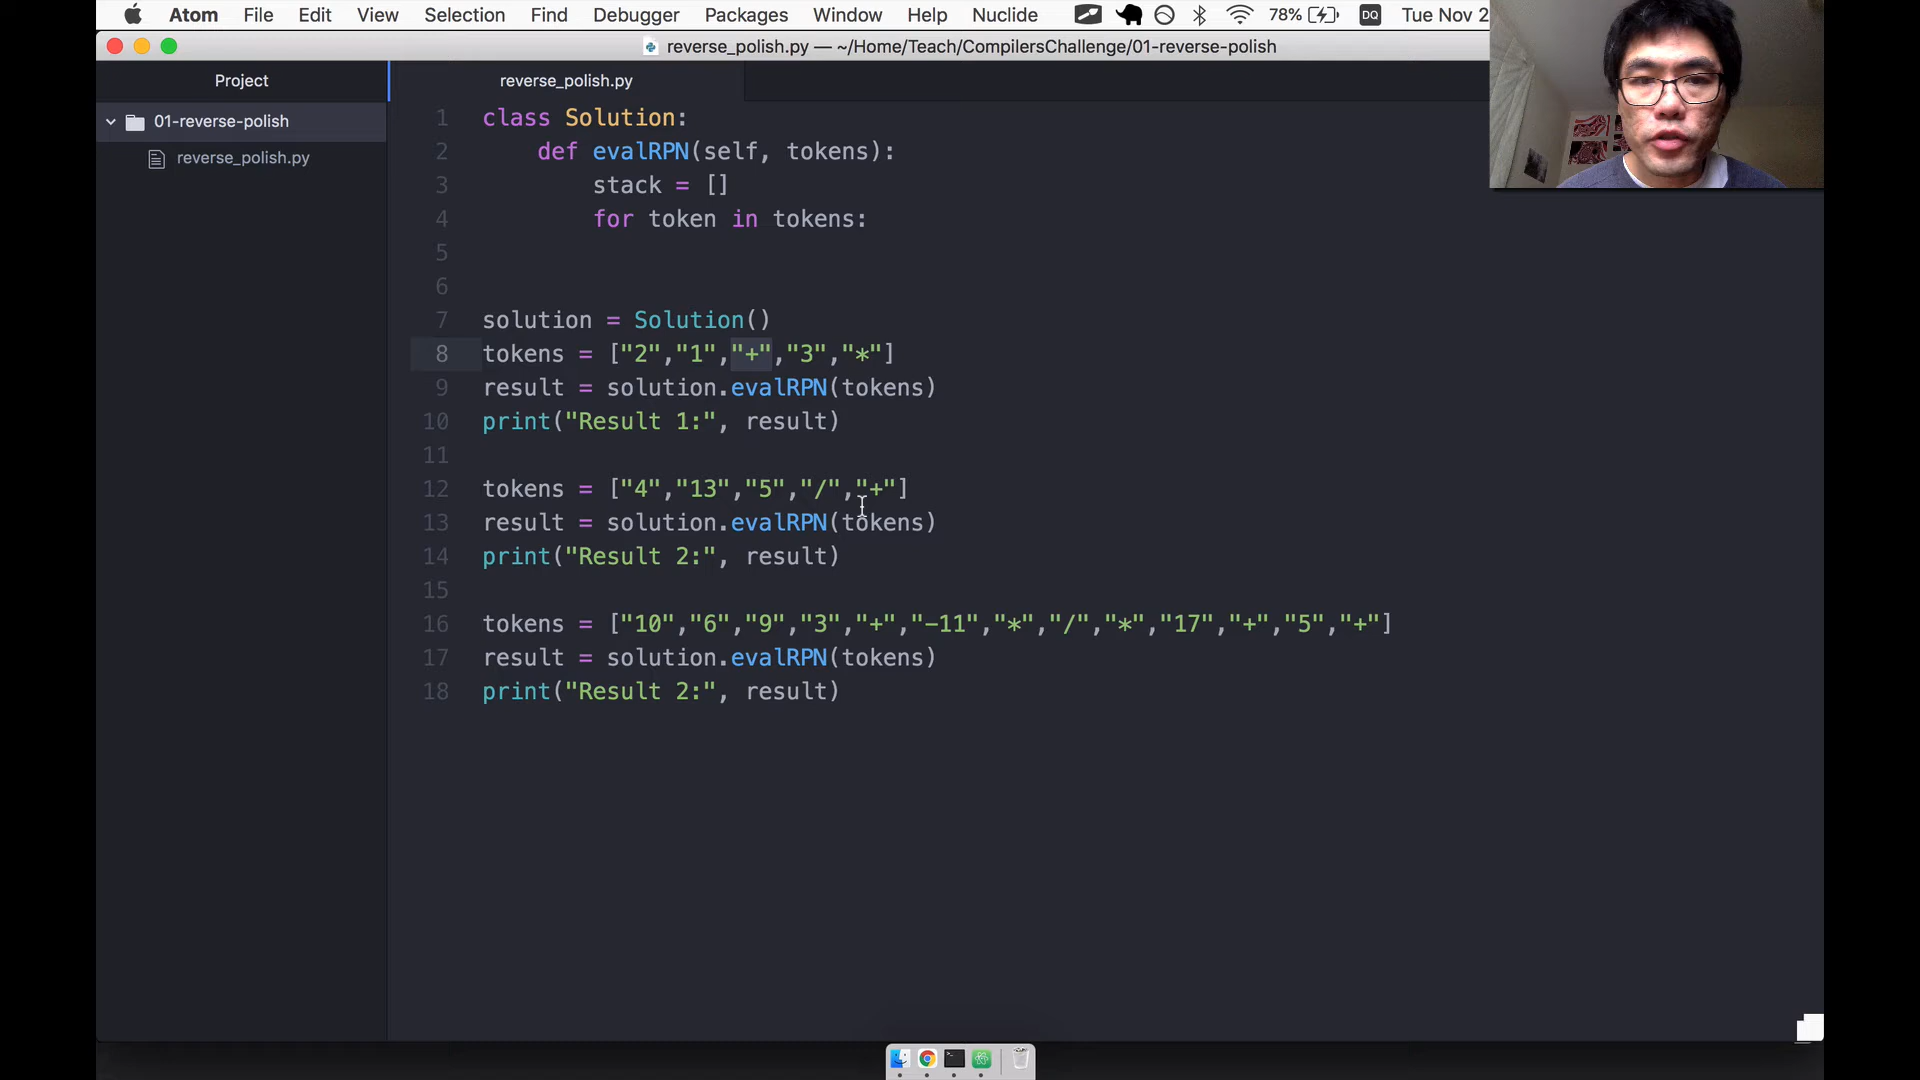 Atom File Edit View Selection Find Debugger Packages Window Help Nuclide 78% DQ Tue Nov 2
reverse_polish.py — ~/Home/Teach/CompilersChallenge/01-reverse-polish
Project
reverse_polish.py
01-reverse-polish
reverse_polish.py
1 class Solution:
2 def evalRPN(self, tokens):
3 stack = []
4 for token in tokens:
5
6
7 solution = Solution()
8 tokens = ["2","1","+","3","*"]
9 result = solution.evalRPN(tokens)
10 print("Result 1:", result)
11
12 tokens = ["4","13","5","/","+"]
13 result = solution.evalRPN(tokens)
14 print("Result 2:", result)
15
16 tokens = ["10","6","9","3","+","-11","*","/","*","17","+","5","+"]
17 result = solution.evalRPN(tokens)
18 print("Result 2:", result)